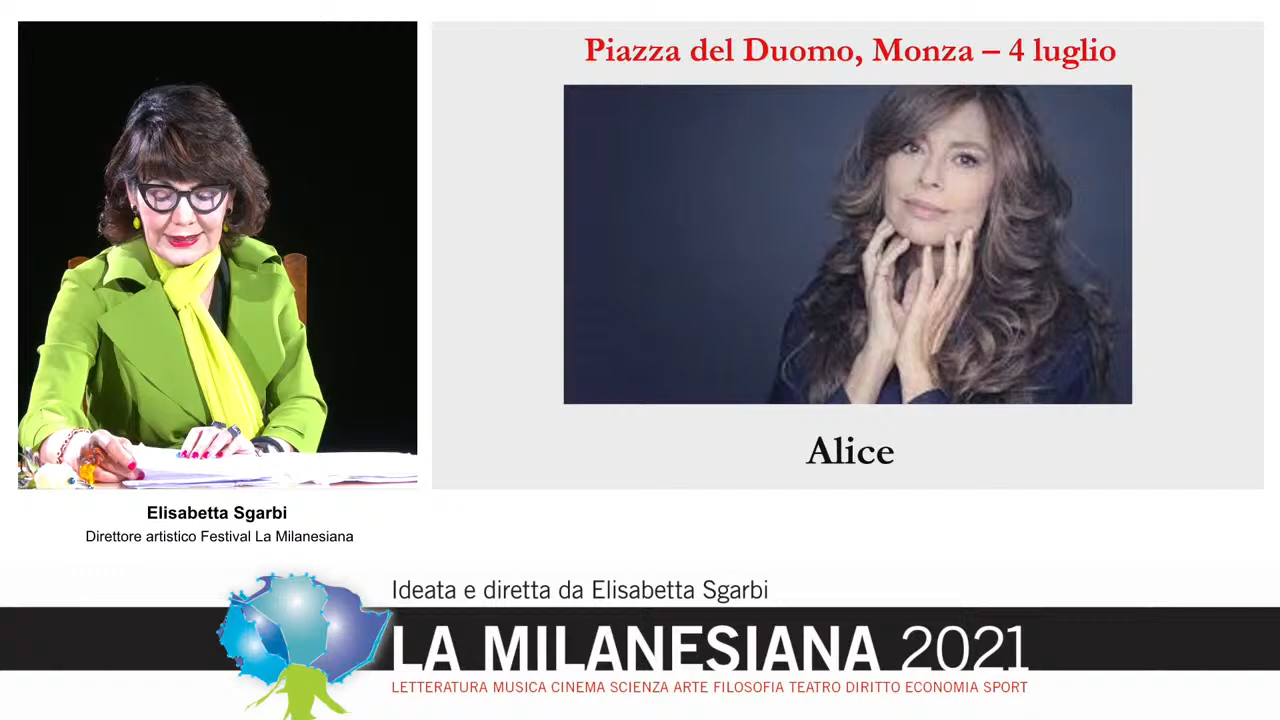 Piazza del Duomo, Monza – 4 luglio
Alice
Elisabetta Sgarbi
Direttore artistico Festival La Milanesiana
Ideata e diretta da Elisabetta Sgarbi
LA MILANESIANA 2021
LETTERATURA MUSICA CINEMA SCIENZA ARTE FILOSOFIA TEATRO DIRITTO ECONOMIA SPORT